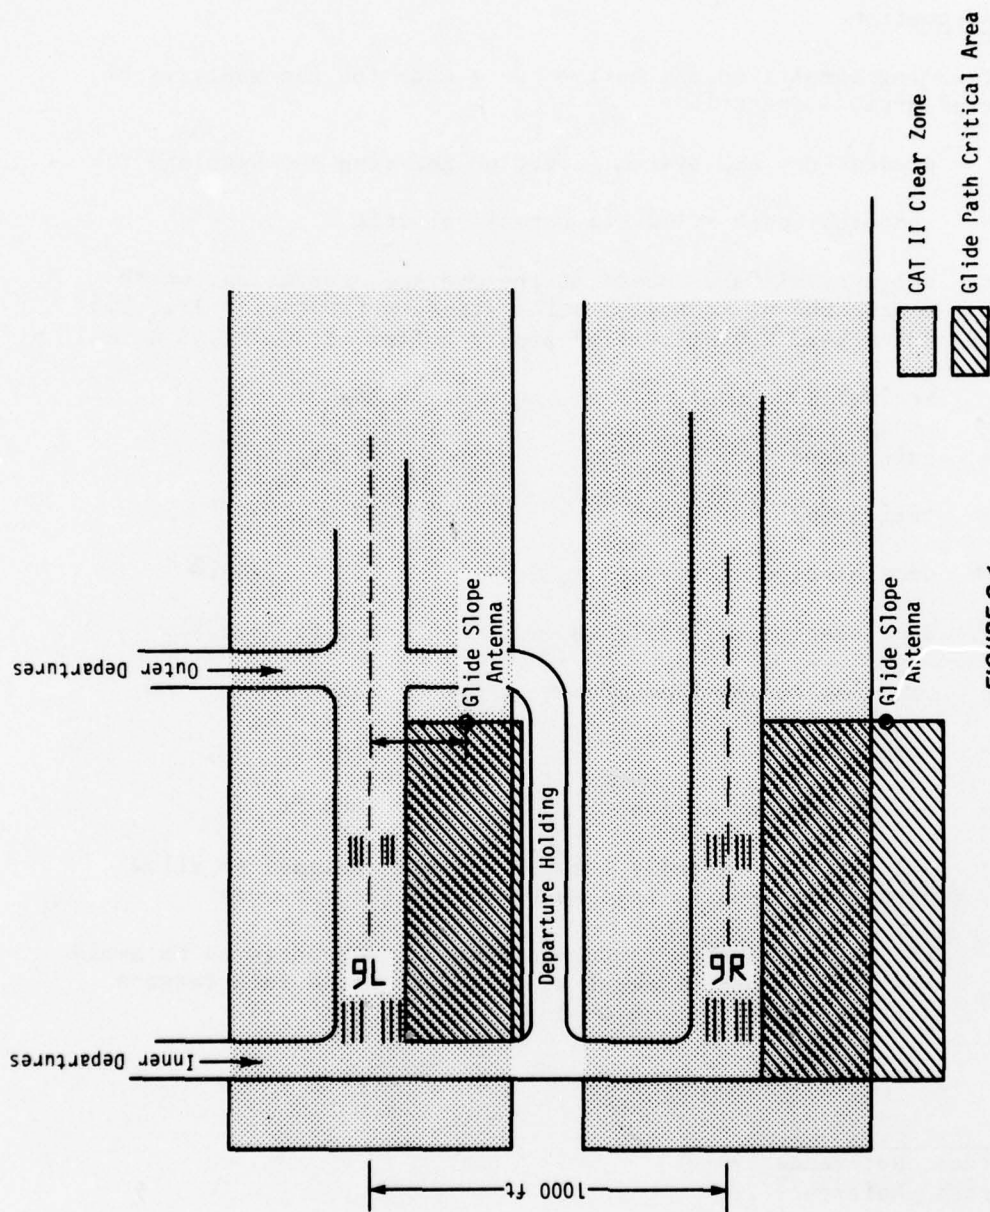 Outer Departures
Inner Departures
Glide Slope
Antenna
9L
Departure Holding
9R
1000 ft
Glide Slope
Antenna
CAT II Clear Zone
Glide Path Critical Area